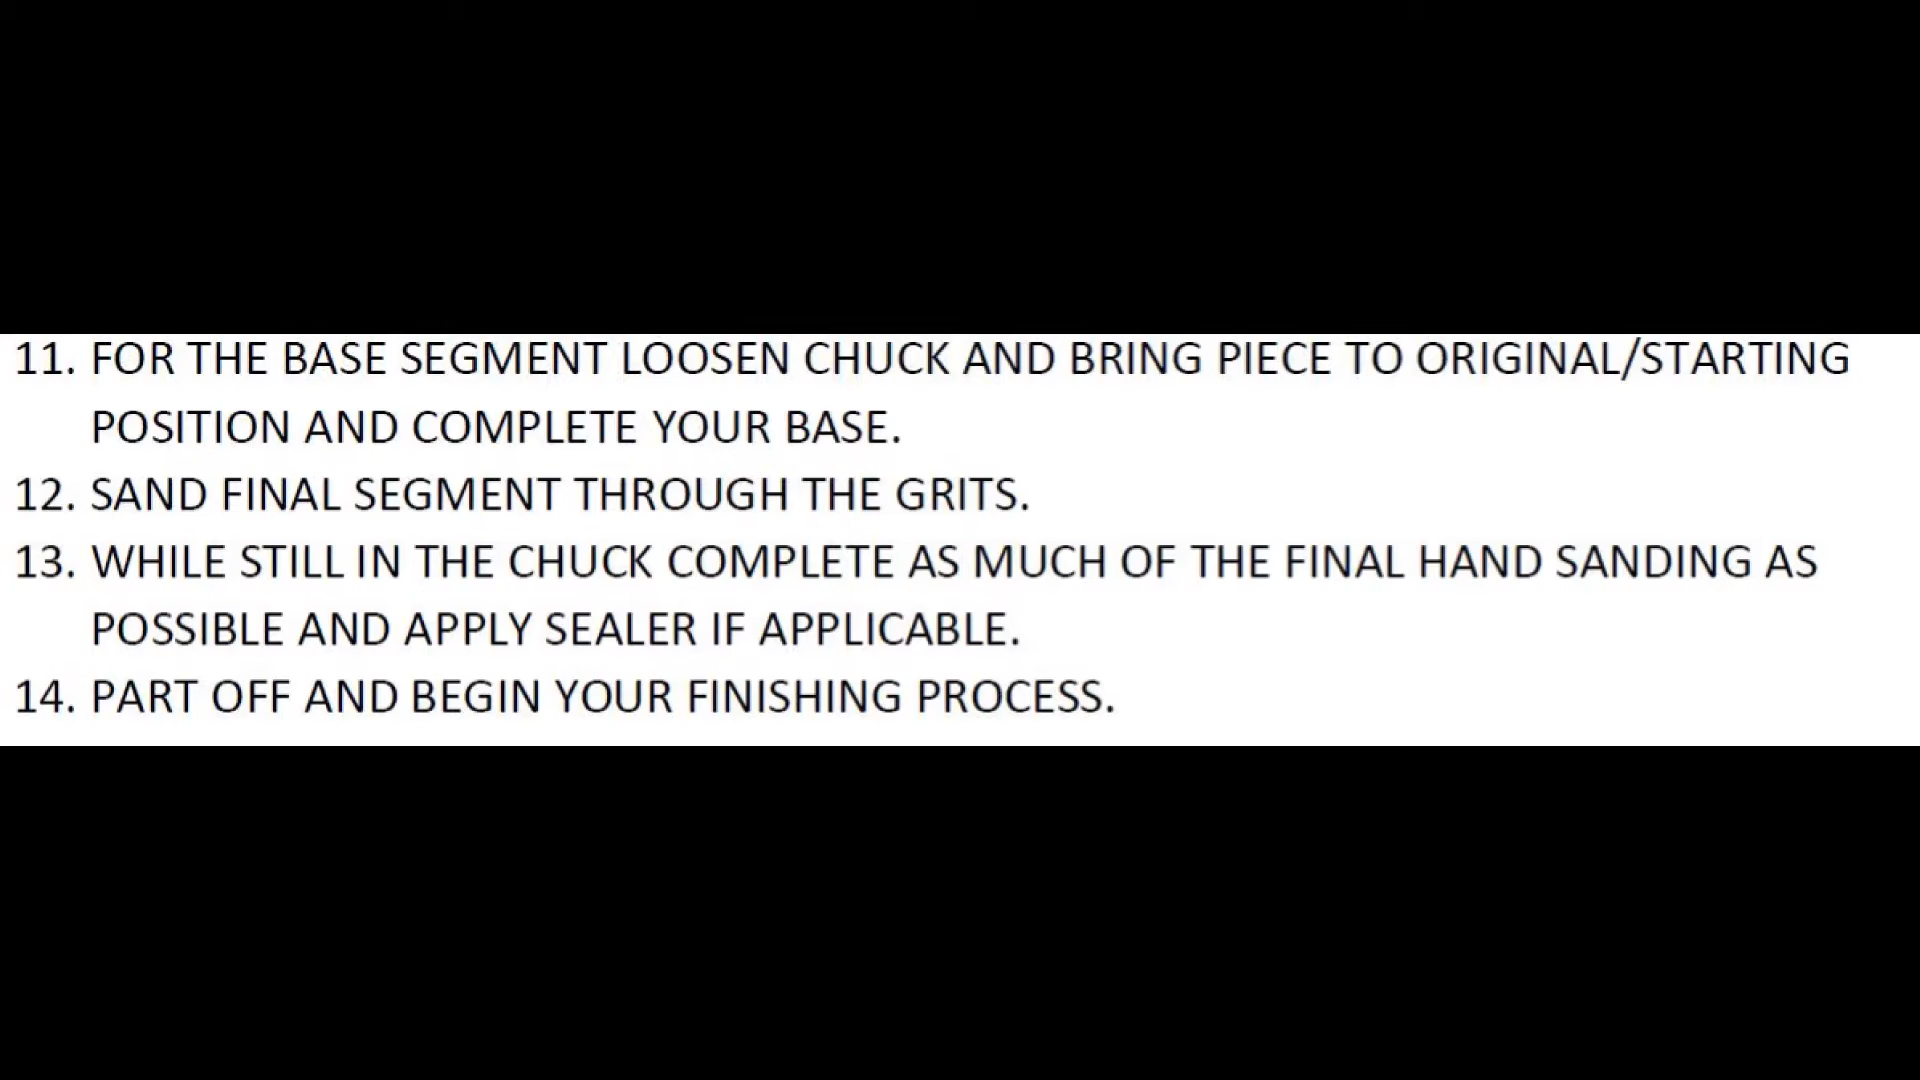 11. FOR THE BASE SEGMENT LOOSEN CHUCK AND BRING PIECE TO ORIGINAL/STARTING
POSITION AND COMPLETE YOUR BASE.
12. SAND FINAL SEGMENT THROUGH THE GRITS.
13. WHILE STILL IN THE CHUCK COMPLETE AS MUCH OF THE FINAL HAND SANDING AS
POSSIBLE AND APPLY SEALER IF APPLICABLE.
14. PART OFF AND BEGIN YOUR FINISHING PROCESS.